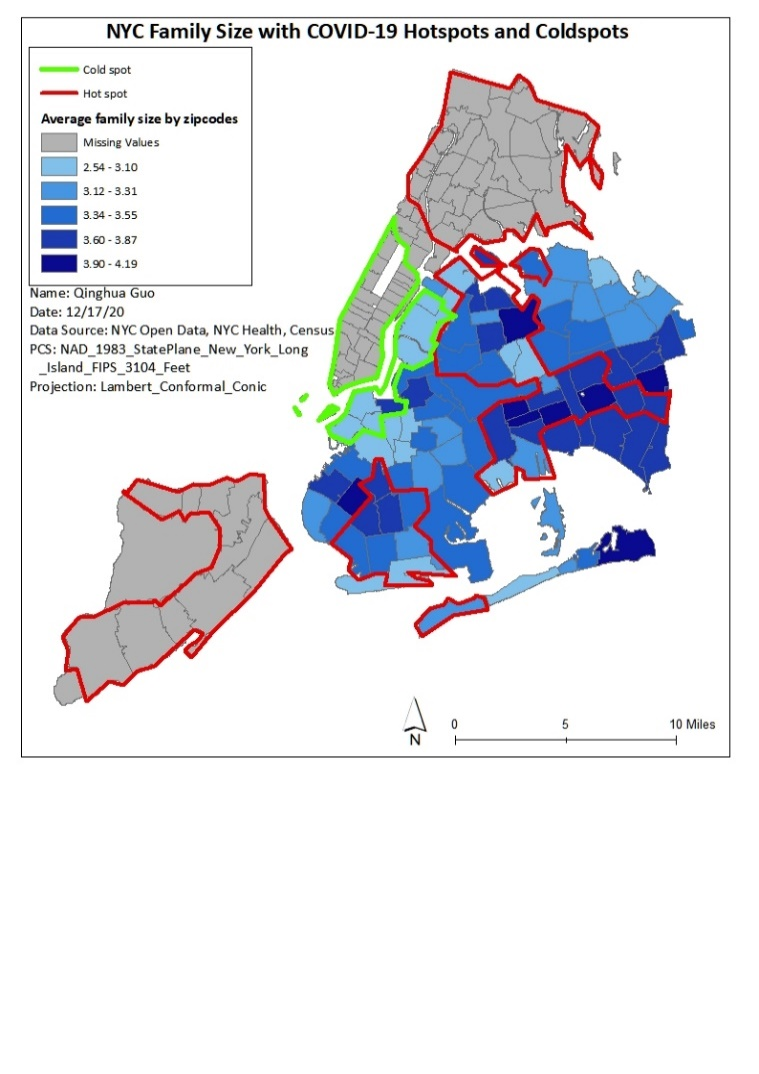 NYC Family Size with COVID-19 Hotspots and Coldspots
Cold spot
Hot spot
Average family size by zipcodes
Missing Values
2.54 - 3.10
3.12 - 3.31
3.34 - 3.55
3.60 - 3.87
3.90 - 4.19
Name: Qinghua Guo
Date: 12/17/20
Data Source: NYC Open Data, NYC Health, Census
PCS: NAD_1983_StatePlane_New_York_Long
_Island_FIPS_3104_Feet
Projection: Lambert_Conformal_Conic
N
0 5 10 Miles